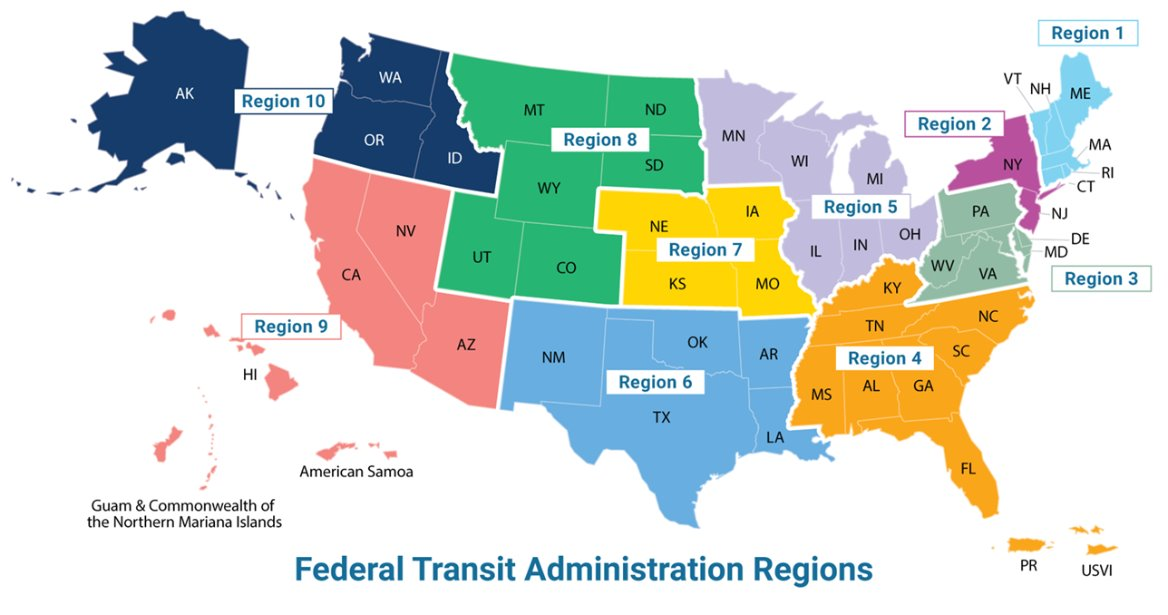 Region 1
VT
NH
ME
WA
AK
Region 10
MT
ND
Region 2
OR
Region 8
MN
MA
ID
SD
WI
NY
RI
MI
CT
WY
Region 5
PA
NJ
IA
NV
NE
OH
DE
UT
Region 7
IL
IN
MD
CO
WV
VA
Region 3
CA
KS
MO
KY
NC
Region 9
TN
AZ
OK
AR
SC
NM
Region 4
HI
Region 6
MS
AL
GA
TX
LA
American Samoa
FL
Guam & Commonwealth of
the Northern Mariana Islands
Federal Transit Administration Regions
PR
USVI